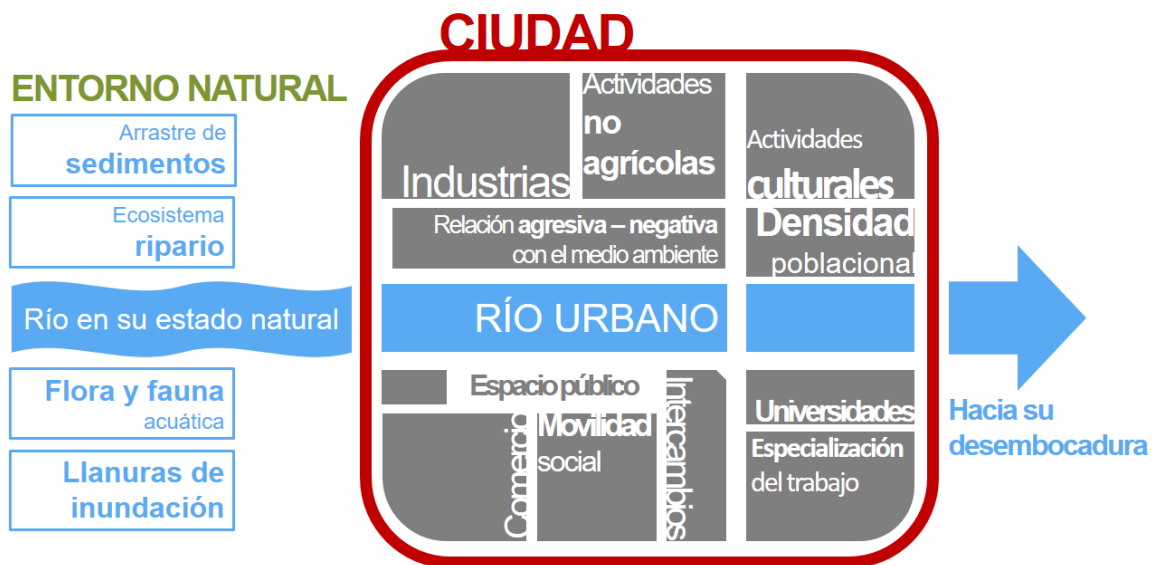 CIUDAD
ENTORNO NATURAL
Arrastre de
sedimentos
Ecosistema
ripario
Río en su estado natural
Flora y fauna
acuática
Llanuras de
inundación
Industrias
Actividades
no
agrícolas
Actividades
culturales
Relación agresiva – negativa
con el medio ambiente
Densidad
poblacional
RÍO URBANO
Espacio público
Comercio
Movilidad
social
Intercambios
Universidades
Especialización
del trabajo
Hacia su
desembocadura